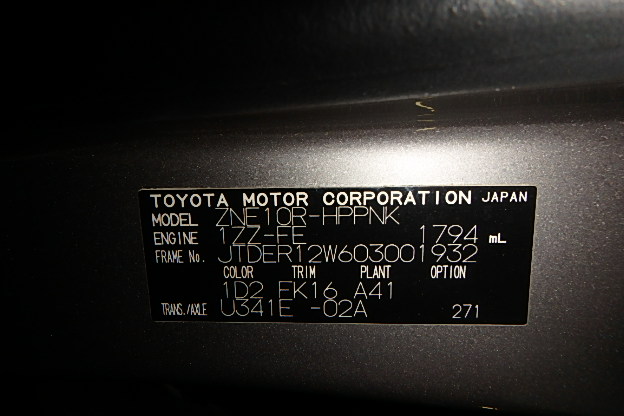 TOYOTA MOTOR CORPORATION JAPAN
MODEL ZNE10R-HPPNK
ENGINE 1ZZ-FE 1794 mL
FRAME No. JTDER12W603001932
COLOR TRIM PLANT OPTION
1D2 FK16 A41
TRANS./AXLE U341E -02A 271